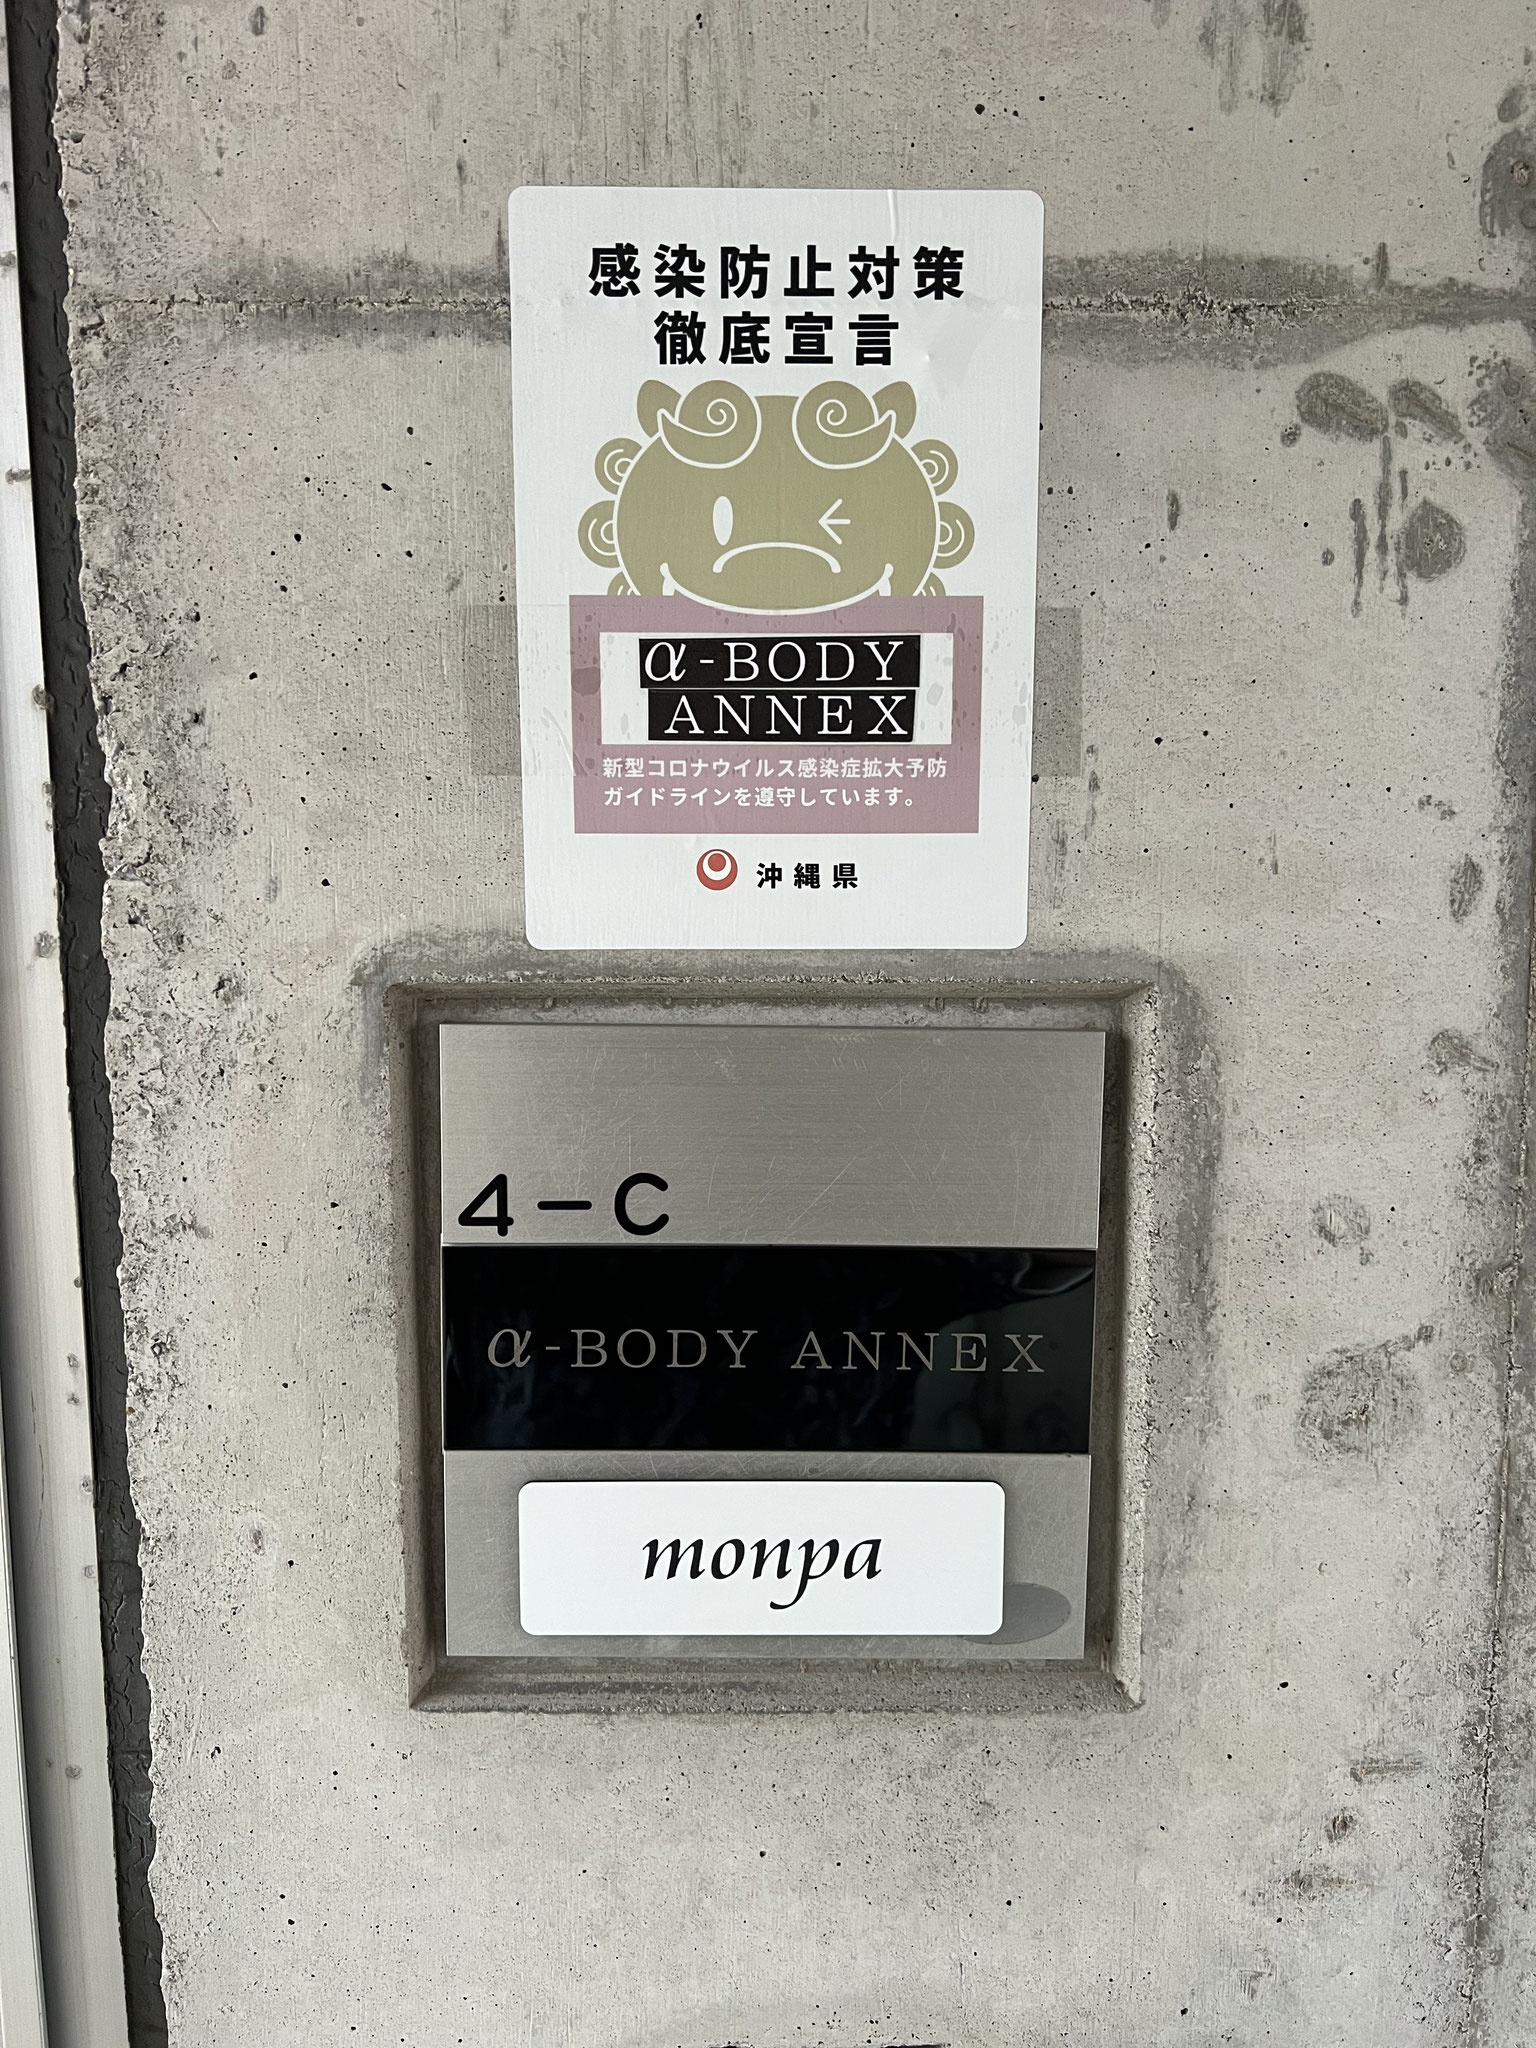 感染防止対策
徹底宣言
α-BODY
ANNEX
新型コロナウイルス感染症拡大予防
ガイドラインを遵守しています。
沖縄県
4-C
α-BODY ANNEX
monpa